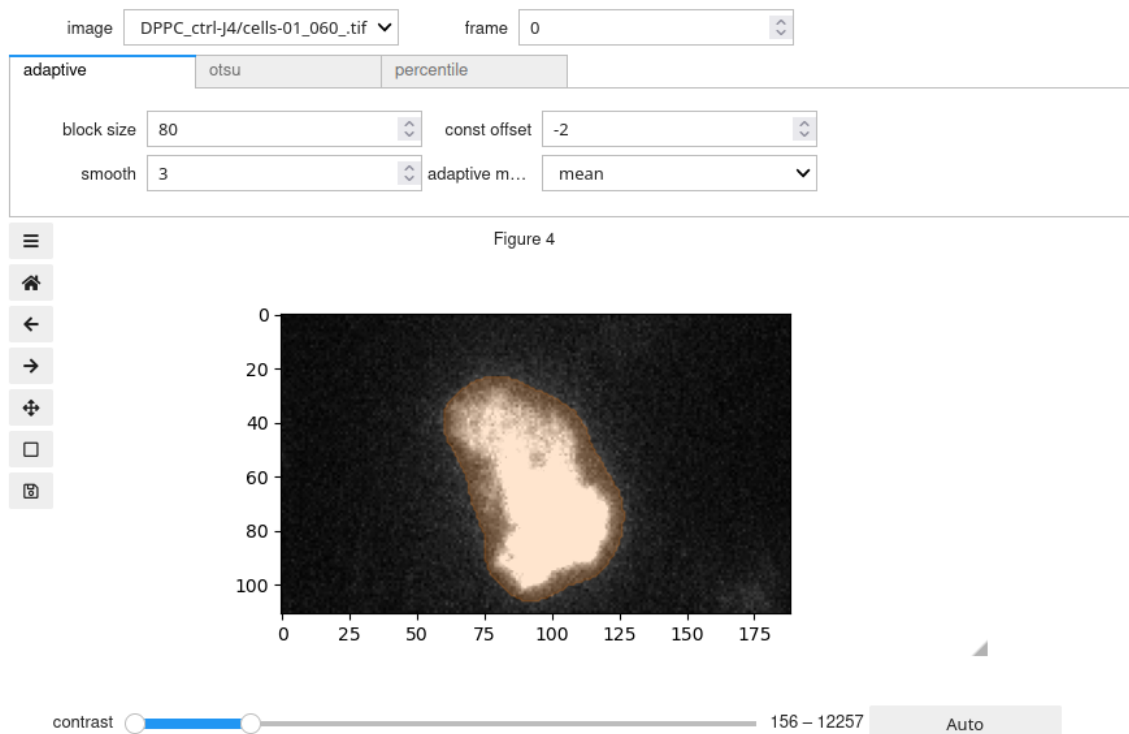 image DPPC_ctrl-J4/cells-01_060_.tif frame 0
adaptive otsu percentile
block size 80 const offset -2
smooth 3 adaptive m... mean
Figure 4
0
20
40
60
80
100
0 25 50 75 100 125 150 175
contrast 156 – 12257 Auto